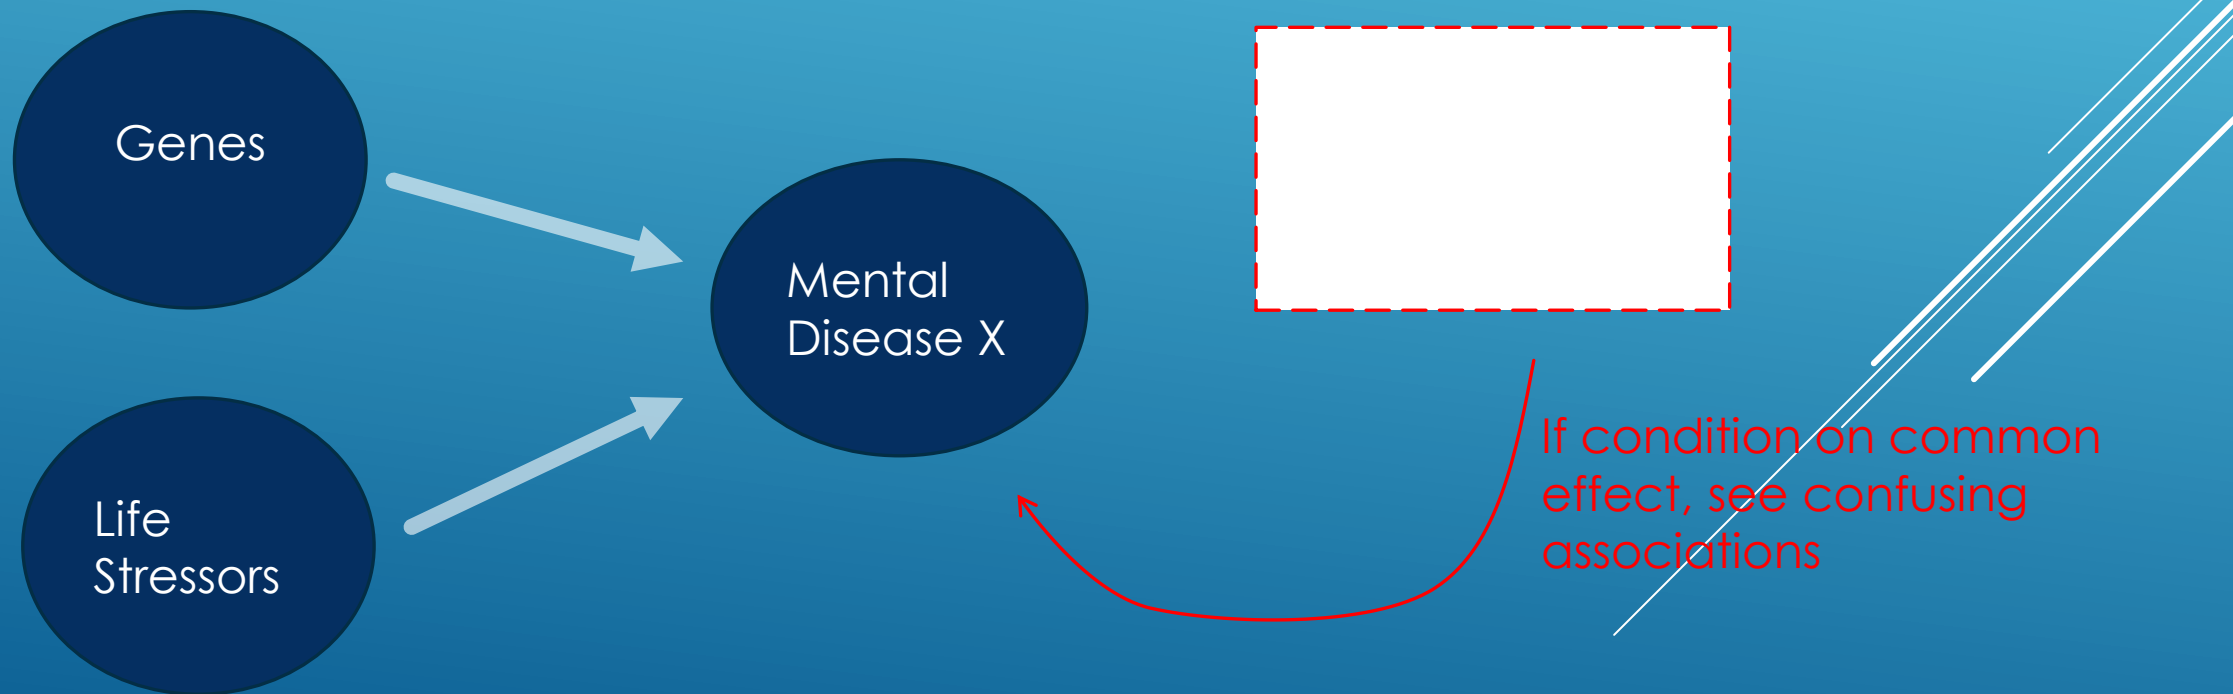 Genes
Mental
Disease X
Life
Stressors
If condition on common
effect, see confusing
associations